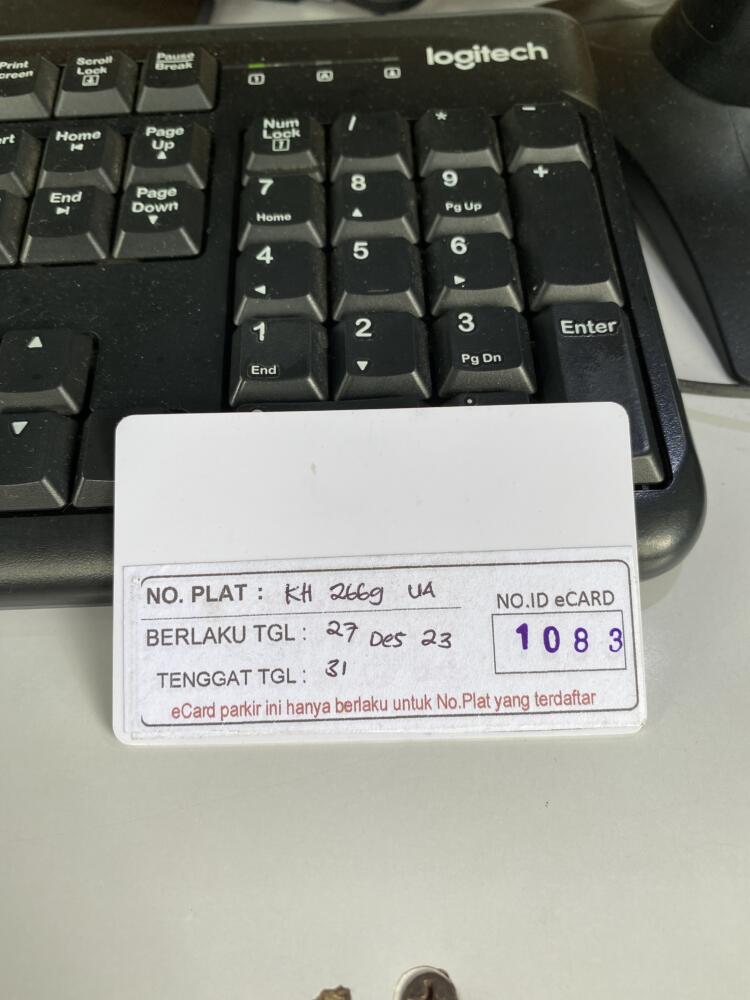 Print
creen
Scroll
Lock
Pause
Break
1
A
logitech
ert
Home
Page
Up
Num
Lock
/
*
-
End
Page
Down
7
Home
8
9
Pg Up
+
4
5
6
1
End
2
3
Pg Dn
Enter
NO. PLAT : KH 2669 UA
BERLAKU TGL : 27 Des 23
TENGGAT TGL : 31
NO.ID eCARD
1083
eCard parkir ini hanya berlaku untuk No.Plat yang terdaftar